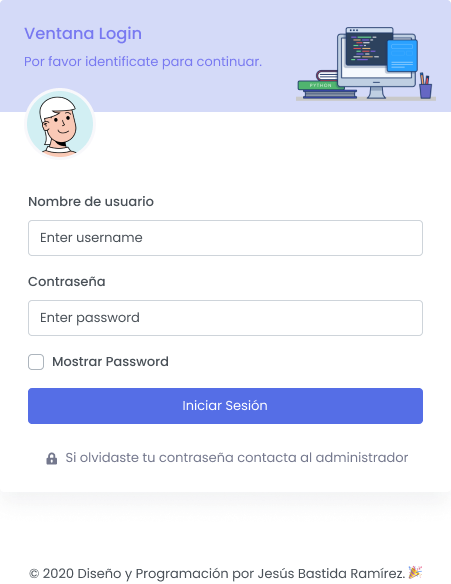 Ventana Login
Por favor identificate para continuar.
PYTHON
Nombre de usuario
Enter username
Contraseña
Enter password
Mostrar Password
Iniciar Sesión
Si olvidaste tu contraseña contacta al administrador
© 2020 Diseño y Programación por Jesús Bastida Ramírez. 🎉